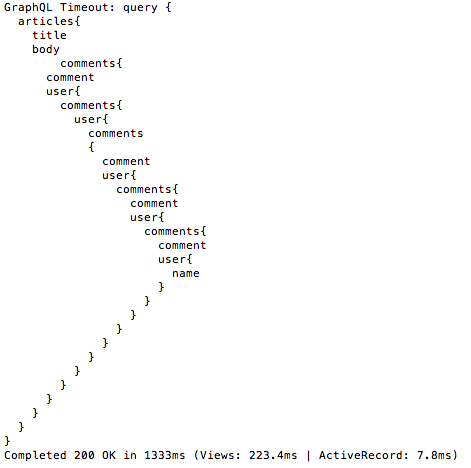 GraphQL Timeout: query {
  articles{
    title
    body
        comments{
      comment
      user{
        comments{
          user{
            comments
            {
              comment
              user{
                comments{
                  comment
                  user{
                    comments{
                      comment
                      user{
                        name
                      }
                    }
                  }
                }
              }
            }
          }
        }
      }
    }
  }
}
Completed 200 OK in 1333ms (Views: 223.4ms | ActiveRecord: 7.8ms)